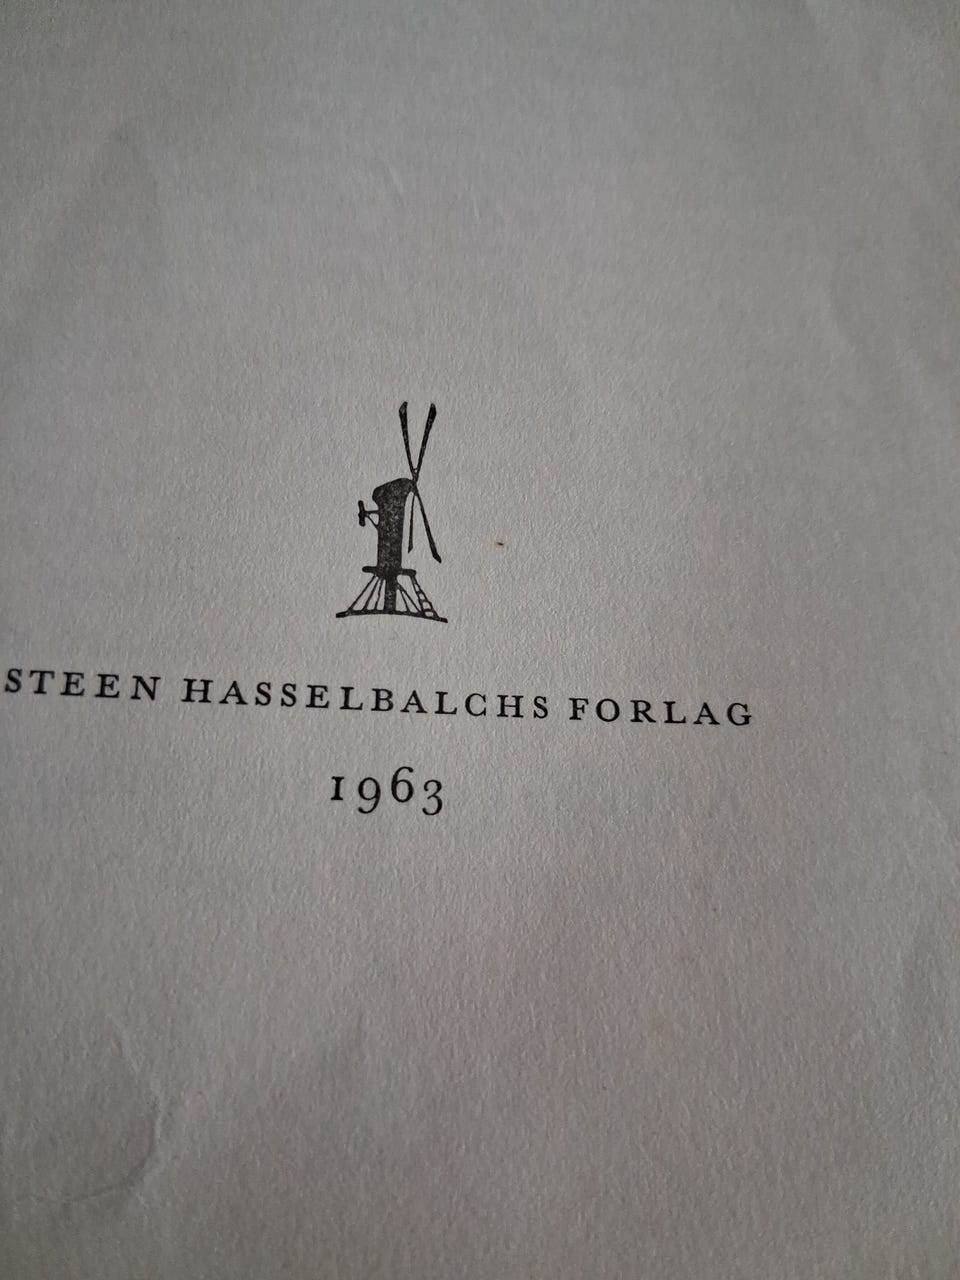 STEEN HASSELBALCHS FORLAG
1963